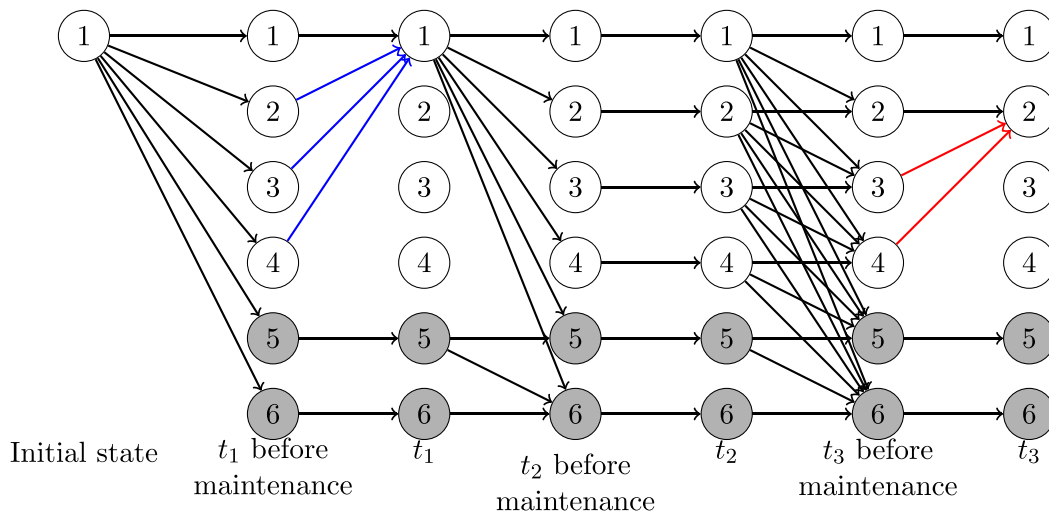 1 1 1 1 1 1 1
2 2 2 2 2 2
3 3 3 3 3 3
4 4 4 4 4 4
5 5 5 5 5 5
6 6 6 6 6 6
Initial state
t₁ before
maintenance
t₁
t₂ before
maintenance
t₂
t₃ before
maintenance
t₃